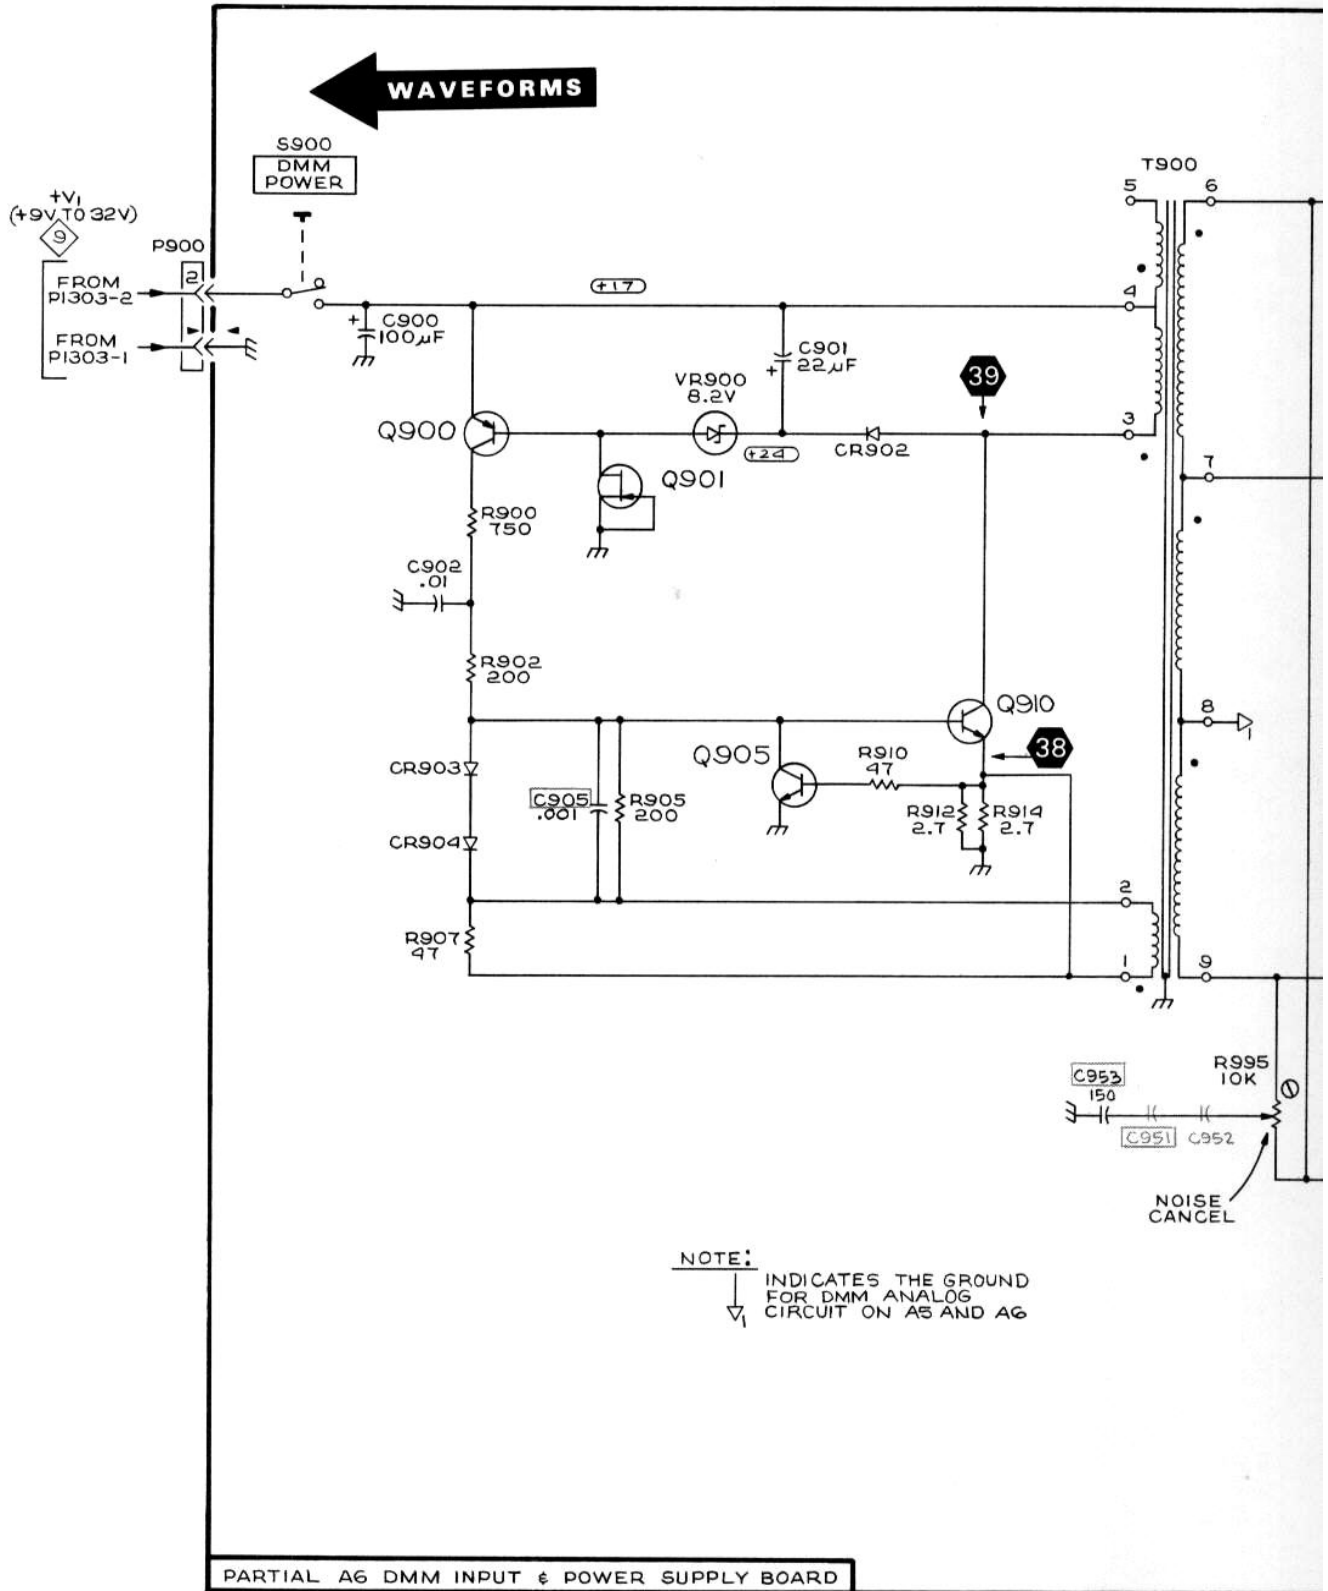 WAVEFORMS
S900
DMM
POWER
T900
+V1
(+9V TO 32V)
9
P900
2
FROM
P1303-2
FROM
P1303-1
+17
+
C900
100µF
C901
+ 22µF
VR900
8.2V
39
Q900
+24
CR902
Q901
5
6
4
3
7
R900
750
C902
.01
R902
200
Q910
8
1
38
Q905
R910
47
CR903
C905
.001
R905
200
R912
2.7
R914
2.7
CR904
2
R907
47
1
9
C953
150
R995
10K
C951
C952
NOISE
CANCEL
NOTE:
INDICATES THE GROUND
FOR DMM ANALOG
1 CIRCUIT ON A5 AND A6
PARTIAL A6 DMM INPUT & POWER SUPPLY BOARD